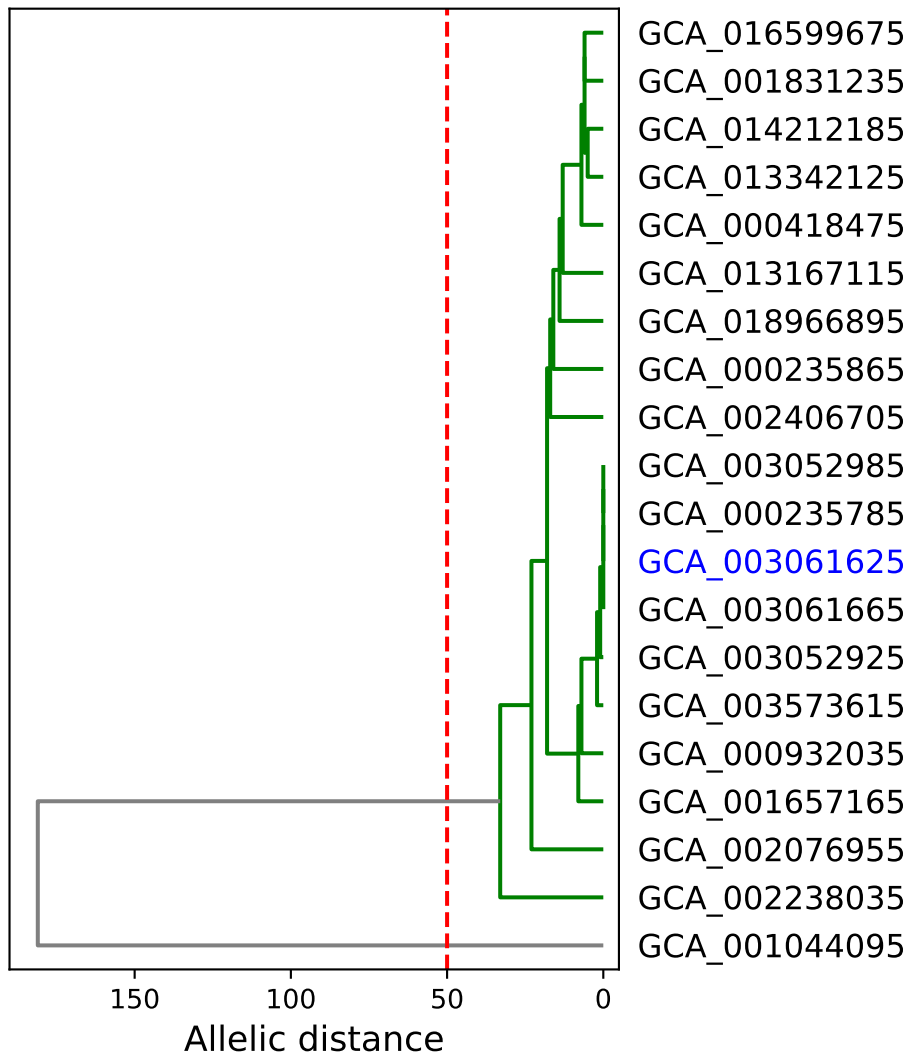 GCA_016599675
GCA_001831235
GCA_014212185
GCA_013342125
GCA_000418475
GCA_013167115
GCA_018966895
GCA_000235865
GCA_002406705
GCA_003052985
GCA_000235785
GCA_003061625
GCA_003061665
GCA_003052925
GCA_003573615
GCA_000932035
GCA_001657165
GCA_002076955
GCA_002238035
GCA_001044095
150 100 50 0
Allelic distance